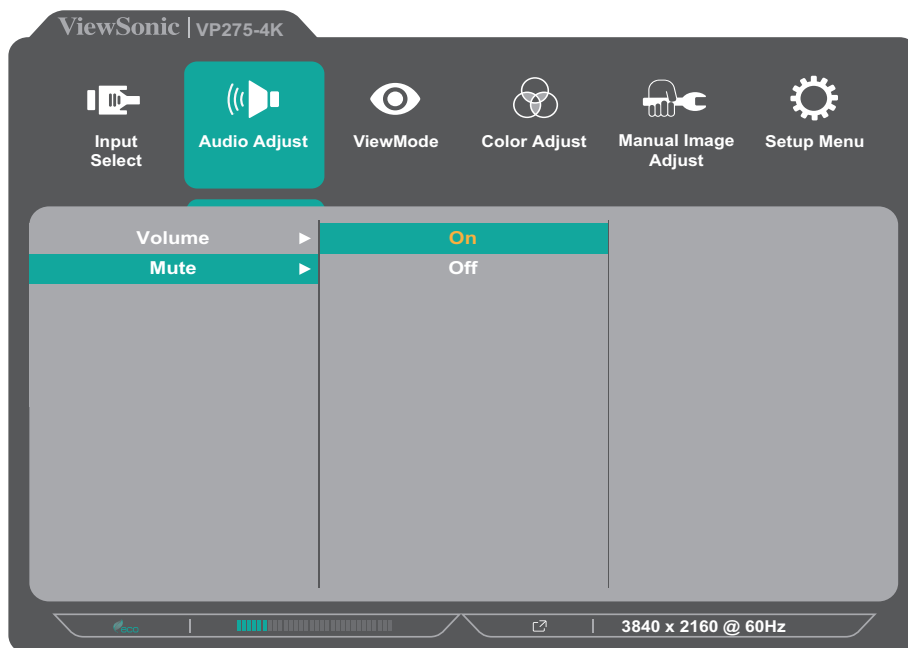 ViewSonic | VP275-4K
Input Select
Audio Adjust
ViewMode
Color Adjust
Manual Image Adjust
Setup Menu
Volume ►
Mute ►
On
Off
eco
3840 x 2160 @ 60Hz